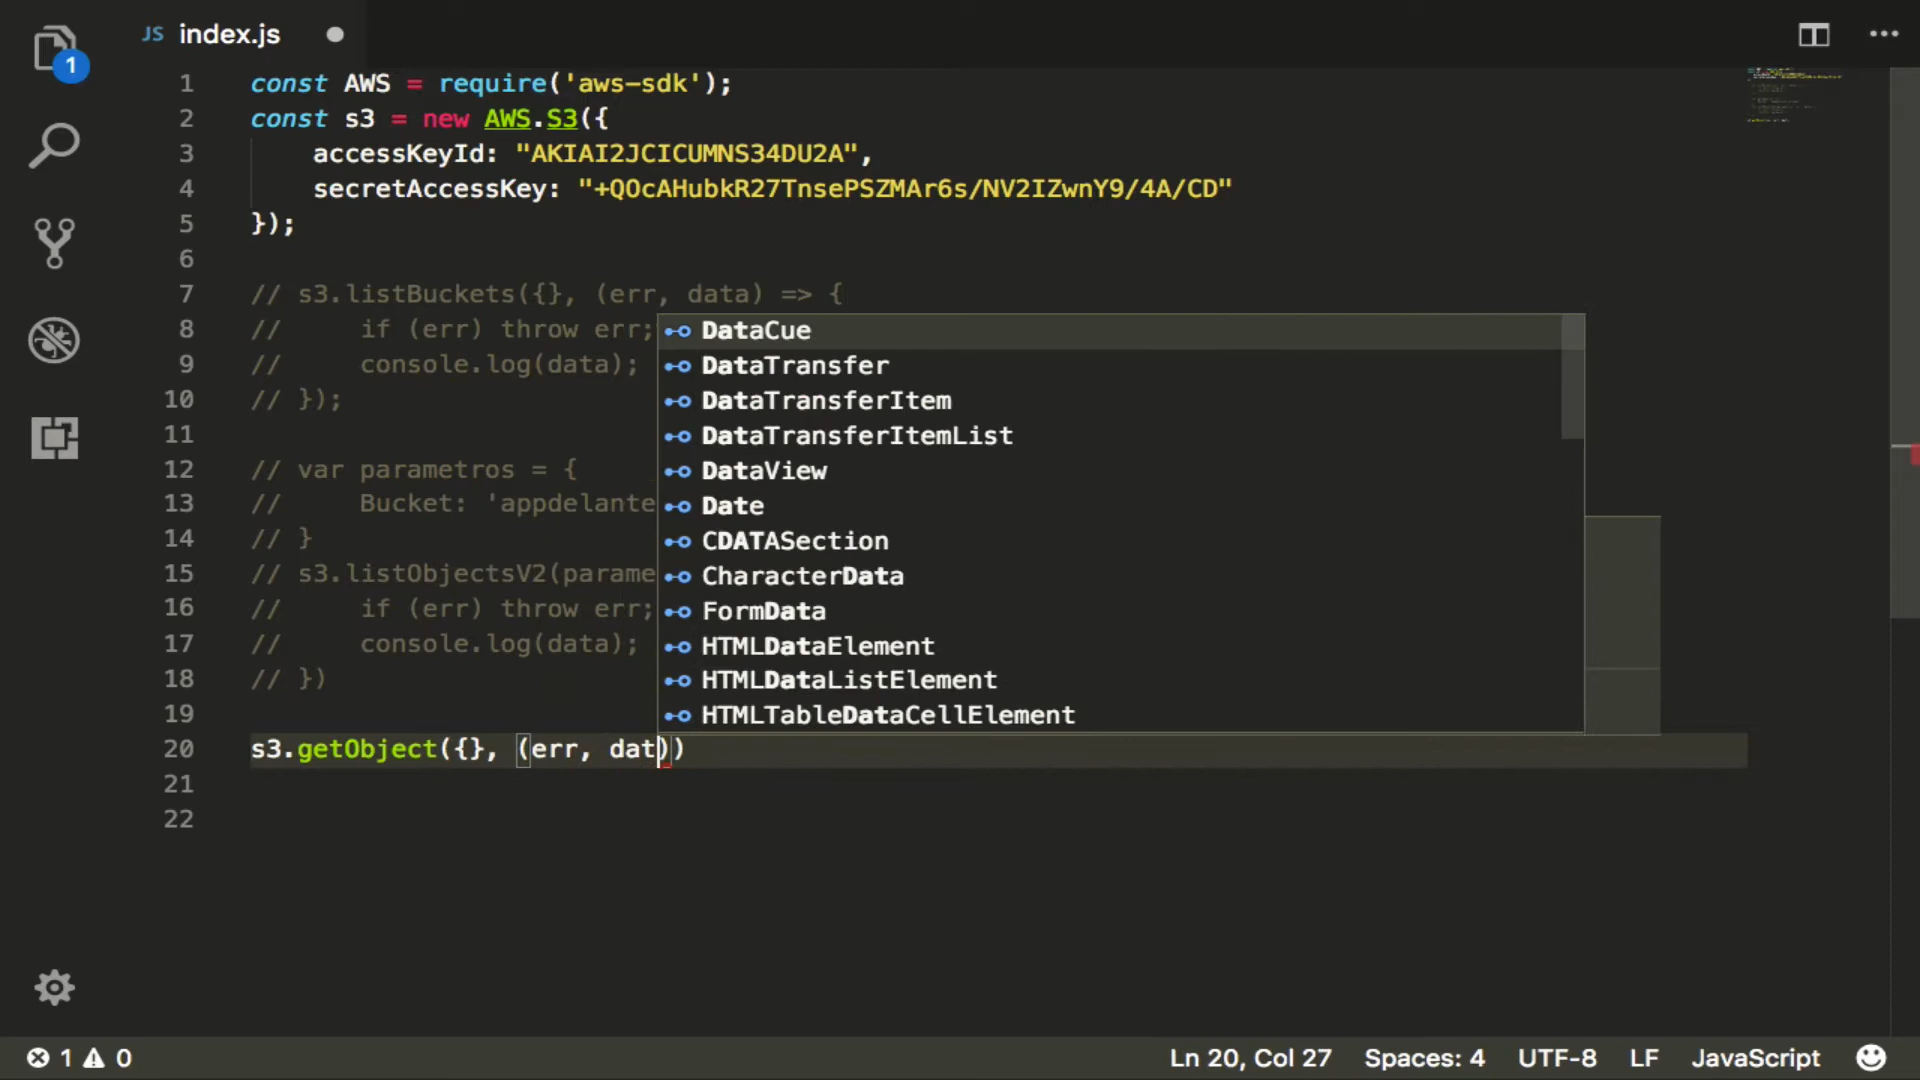 1
JS index.js
1 const AWS = require('aws-sdk');
2 const s3 = new AWS.S3({
3 accessKeyId: "AKIAI2JCICUMNS34DU2A",
4 secretAccessKey: "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"
5 });
6
7 // s3.listBuckets({}, (err, data) => {
8 // if (err) throw err;
9 // console.log(data);
10 // });
11
12 // var parametros = {
13 // Bucket: 'appdelante
14 // }
15 // s3.listObjectsV2(parame
16 // if (err) throw err;
17 // console.log(data);
18 // })
19
DataCue
DataTransfer
DataTransferItem
DataTransferItemList
DataView
Date
CDATASection
CharacterData
FormData
HTMLDataElement
HTMLDataListElement
HTMLTableDataCellElement
20 s3.getObject({}, (err, dat))
21
22
1 0
Ln 20, Col 27 Spaces: 4 UTF-8 LF JavaScript